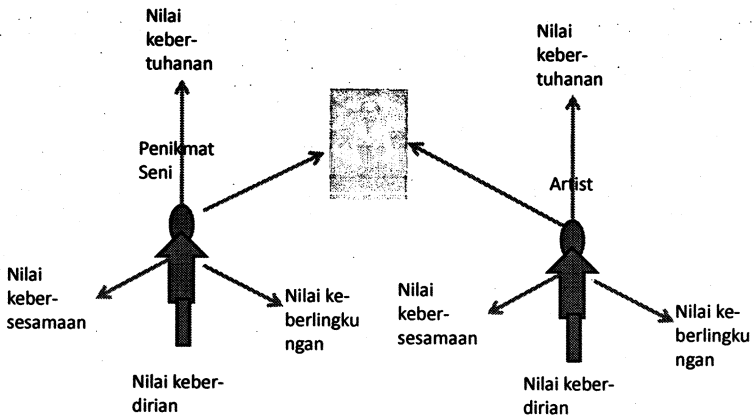 Nilai
keber-
tuhanan
Penikmat
Seni
Nilai
keber-
sesamaan
Nilai ke-
berlingku
ngan
Nilai keber-
dirian
Nilai
keber-
tuhanan
Artist
Nilai
keber-
sesamaan
Nilai ke-
berlingku
ngan
Nilai keber-
dirian